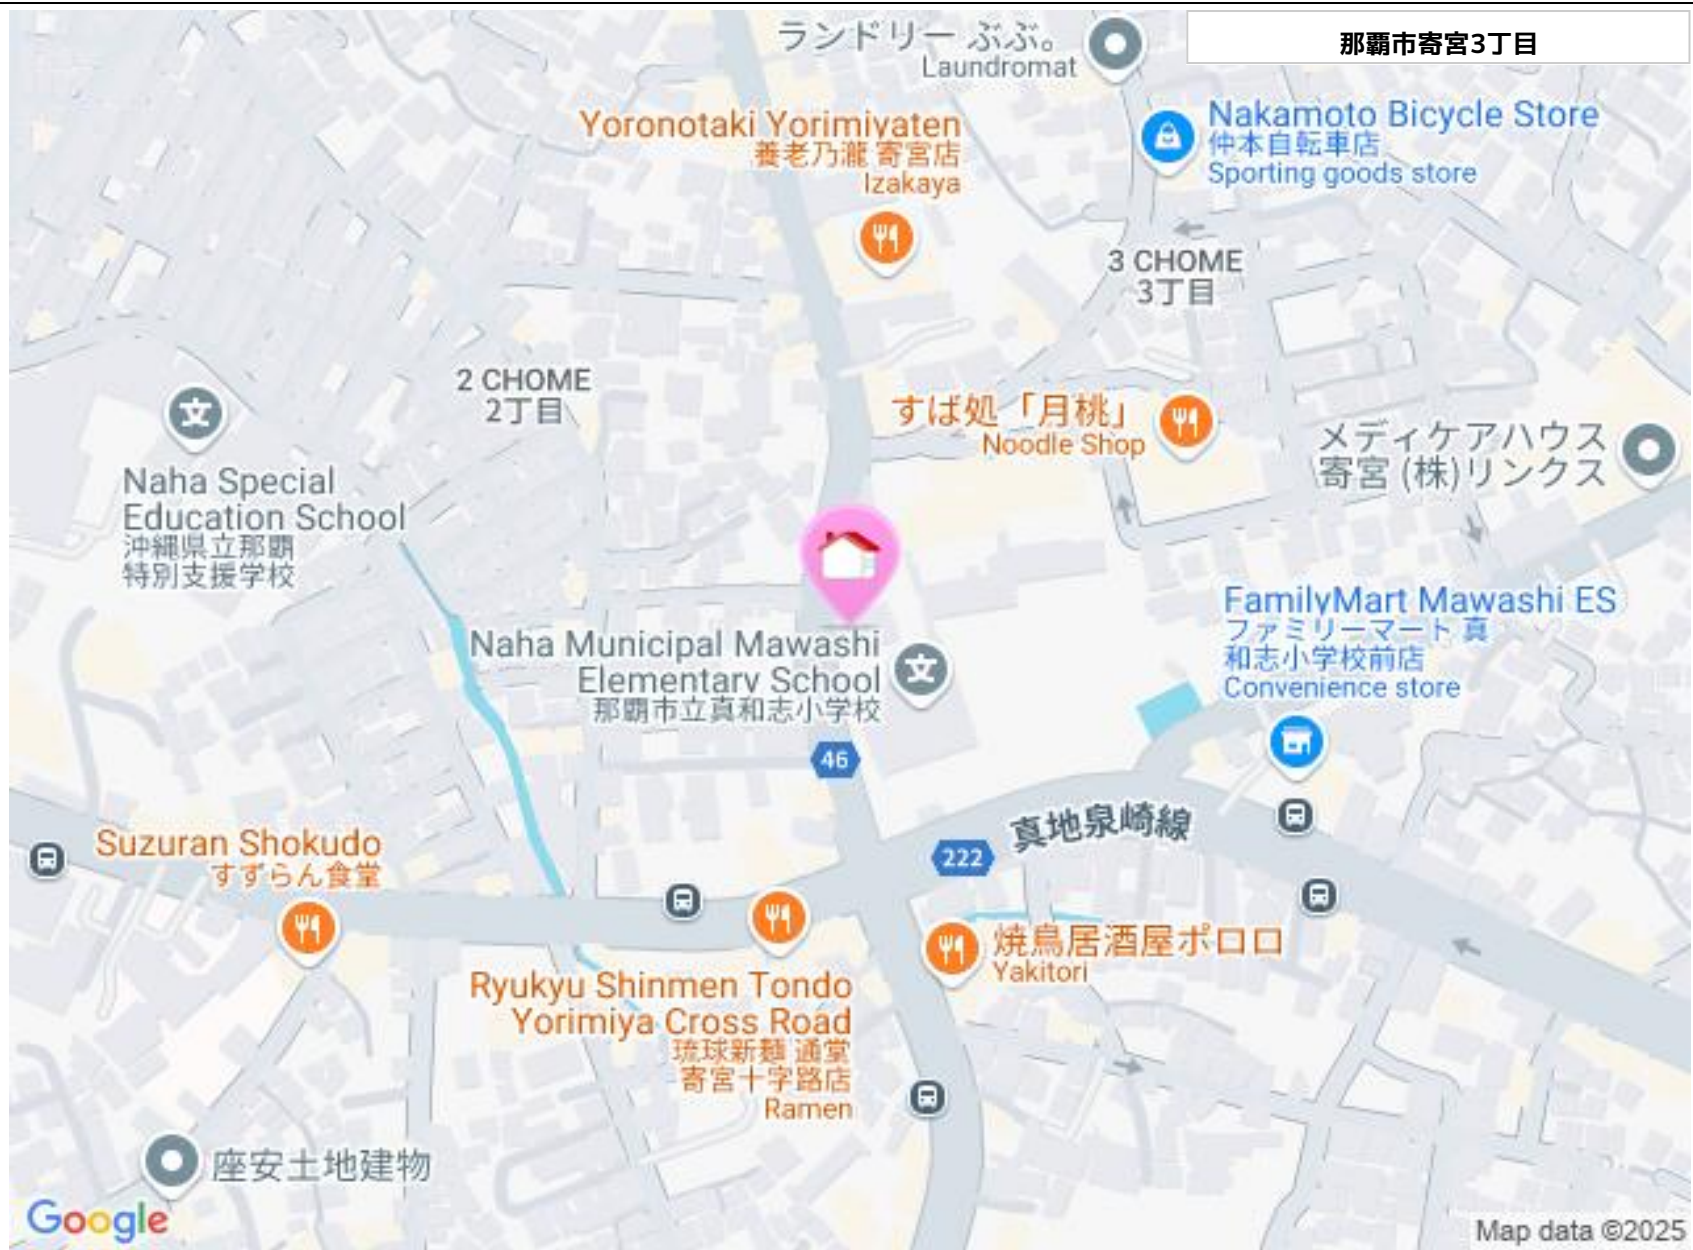 那覇市寄宮3丁目
ランドリー ぶぶ。
Laundromat
Yoronotaki Yorimiyaten
養老乃瀧 寄宮店
Izakaya
Nakamoto Bicycle Store
仲本自転車店
Sporting goods store
3 CHOME
3丁目
2 CHOME
2丁目
すば処「月桃」
Noodle Shop
メディケアハウス
寄宮 (株)リンクス
Naha Special
Education School
沖縄県立那覇
特別支援学校
FamilyMart Mawashi ES
ファミリーマート 真
和志小学校前店
Convenience store
Naha Municipal Mawashi
Elementary School
那覇市立真和志小学校
46
真地泉崎線
222
Suzuran Shokudo
すずらん食堂
焼鳥居酒屋ポロロ
Yakitori
Ryukyu Shinmen Tondo
Yorimiya Cross Road
琉球新麺 通堂
寄宮十字路店
Ramen
座安土地建物
Google
Map data ©2025